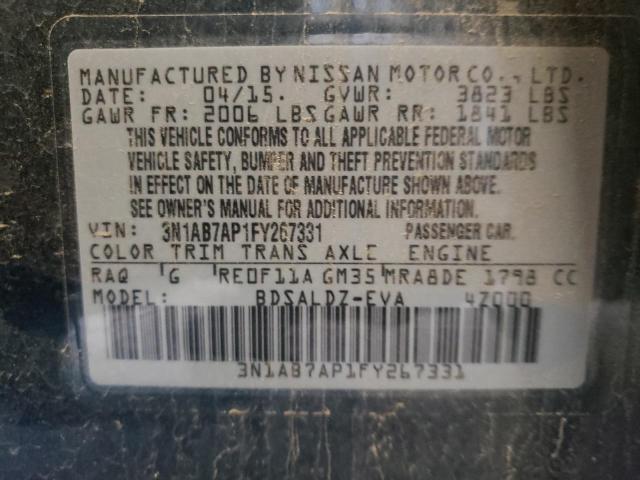 MANUFACTURED BY NISSAN MOTOR CO., LTD.
DATE: 04/15. GVWR: 3823 LBS
GAWR FR: 2006 LBS GAWR RR: 1841 LBS
THIS VEHICLE CONFORMS TO ALL APPLICABLE FEDERAL MOTOR
VEHICLE SAFETY, BUMPER AND THEFT PREVENTION STANDARDS
IN EFFECT ON THE DATE OF MANUFACTURE SHOWN ABOVE.
SEE OWNER'S MANUAL FOR ADDITIONAL INFORMATION.
VIN: 3N1AB7AP1FY267331 PASSENGER CAR.
COLOR TRIM TRANS AXLE ENGINE
RAQ G RE0F11A GM35 MRA8DE 1798 CC
MODEL: BDSALDZ-EVA 4Z000
3N1AB7AP1FY267331